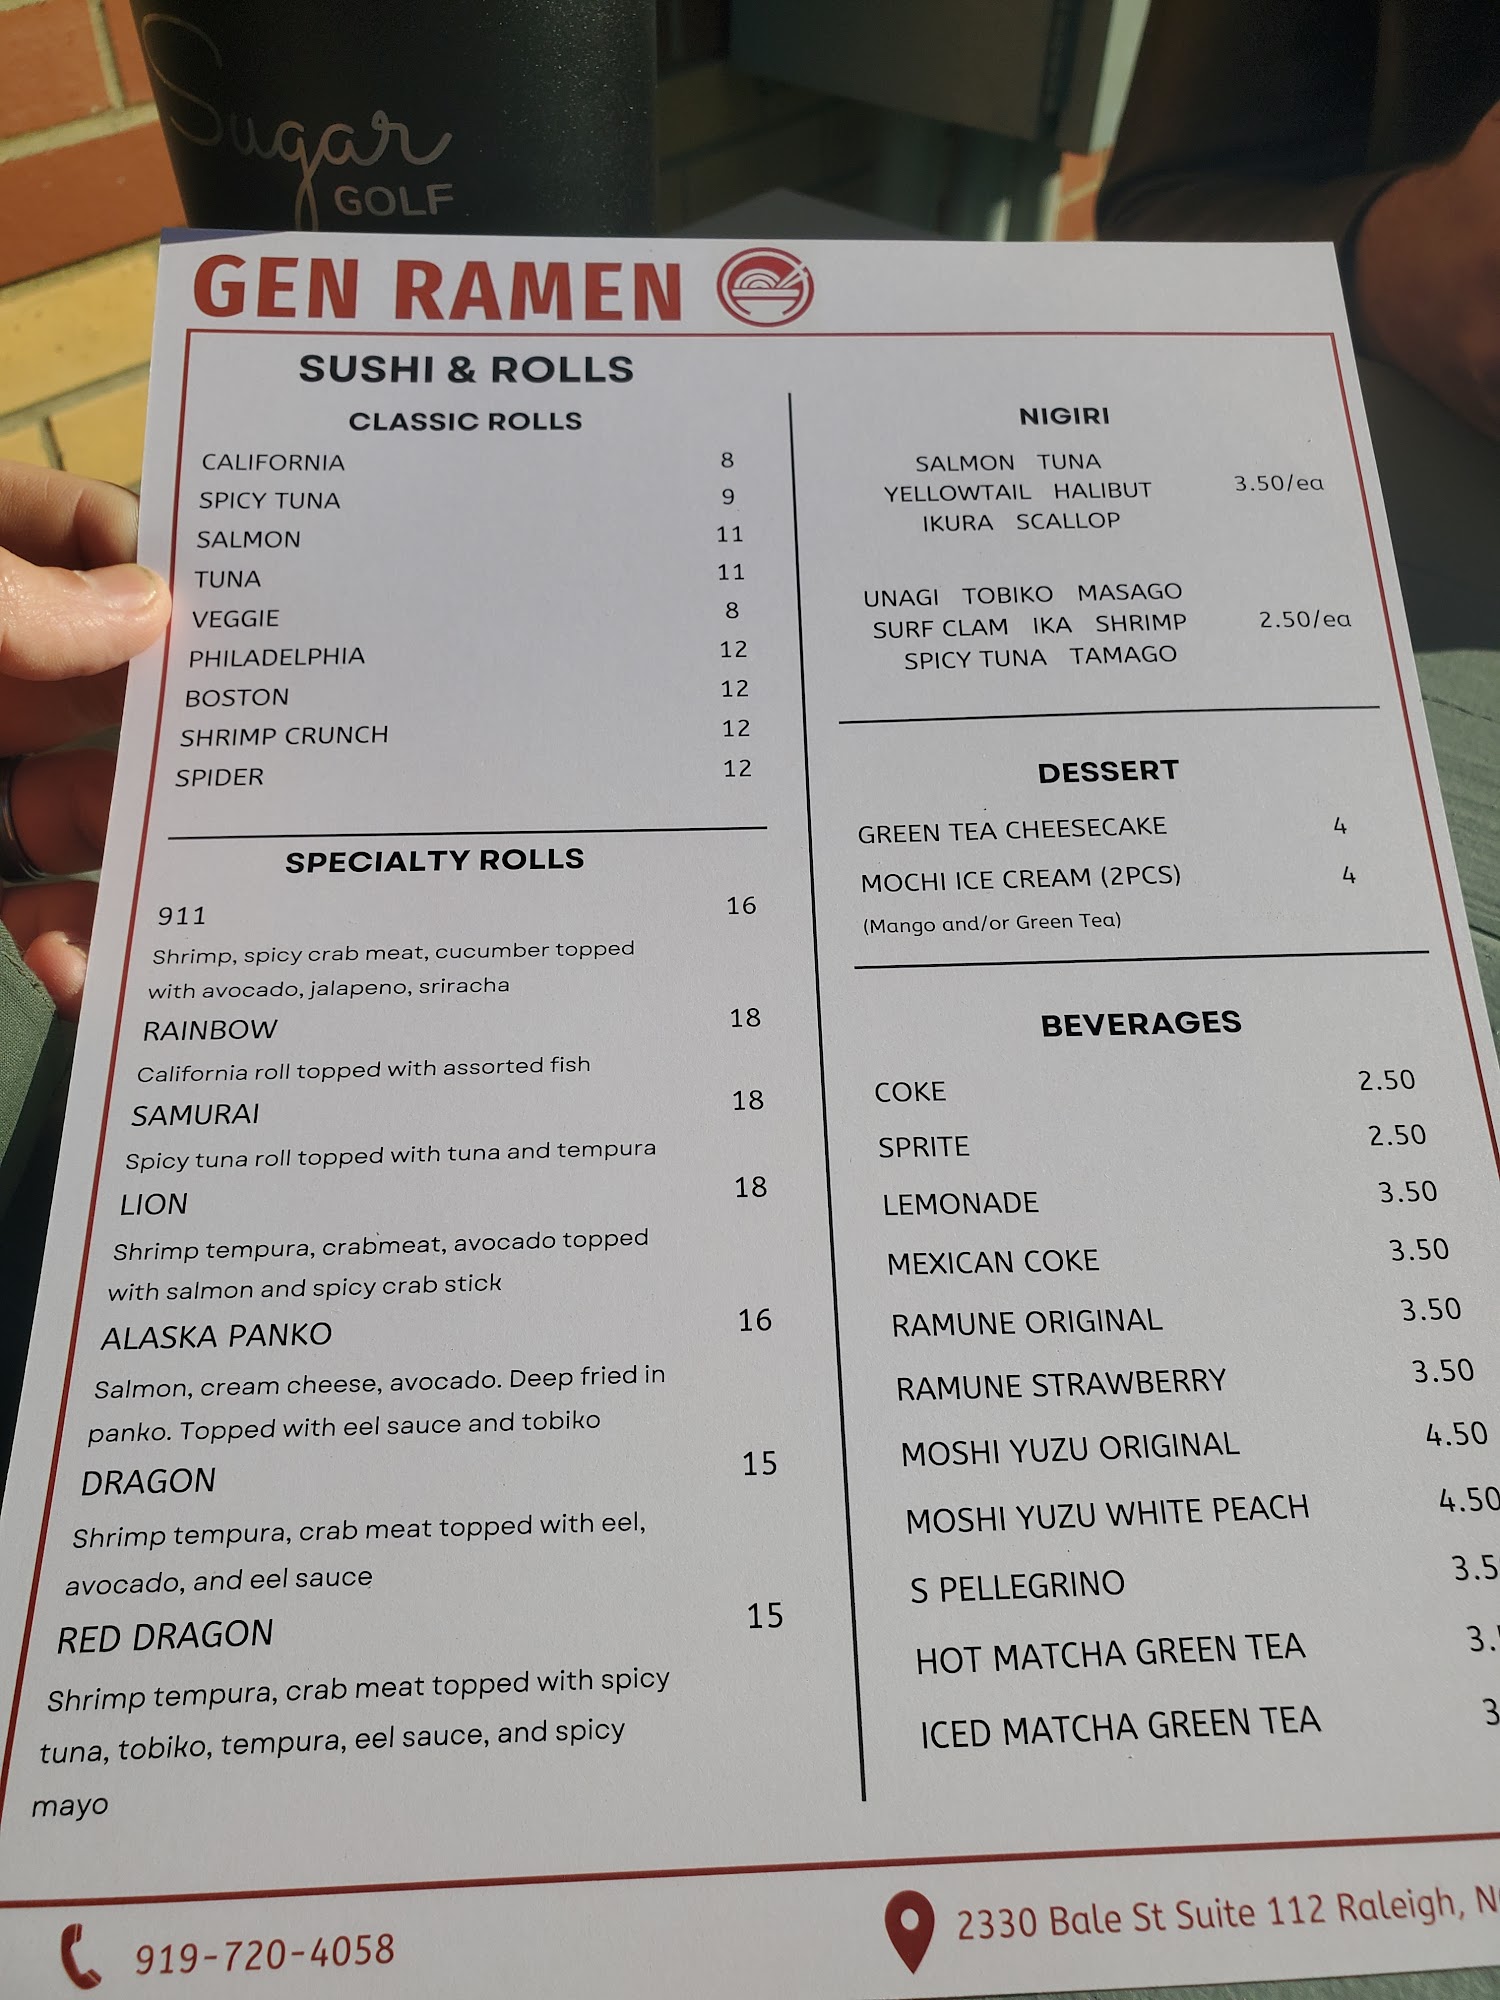 Sugar
GOLF
GEN RAMEN
SUSHI & ROLLS
CLASSIC ROLLS
CALIFORNIA 8
SPICY TUNA 9
SALMON 11
TUNA 11
VEGGIE 8
PHILADELPHIA 12
BOSTON 12
SHRIMP CRUNCH 12
SPIDER 12
SPECIALTY ROLLS
911 16
Shrimp, spicy crab meat, cucumber topped
with avocado, jalapeno, sriracha
RAINBOW 18
California roll topped with assorted fish
SAMURAI 18
Spicy tuna roll topped with tuna and tempura
LION 18
Shrimp tempura, crabmeat, avocado topped
with salmon and spicy crab stick
ALASKA PANKO 16
Salmon, cream cheese, avocado. Deep fried in
panko. Topped with eel sauce and tobiko
DRAGON 15
Shrimp tempura, crab meat topped with eel,
avocado, and eel sauce
RED DRAGON 15
Shrimp tempura, crab meat topped with spicy
tuna, tobiko, tempura, eel sauce, and spicy
mayo
NIGIRI
SALMON TUNA
YELLOWTAIL HALIBUT 3.50/ea
IKURA SCALLOP
UNAGI TOBIKO MASAGO
SURF CLAM IKA SHRIMP 2.50/ea
SPICY TUNA TAMAGO
DESSERT
GREEN TEA CHEESECAKE 4
MOCHI ICE CREAM (2PCS) 4
(Mango and/or Green Tea)
BEVERAGES
COKE 2.50
SPRITE 2.50
LEMONADE 3.50
MEXICAN COKE 3.50
RAMUNE ORIGINAL 3.50
RAMUNE STRAWBERRY 3.50
MOSHI YUZU ORIGINAL 4.50
MOSHI YUZU WHITE PEACH 4.50
S PELLEGRINO 3.5
HOT MATCHA GREEN TEA 3.
ICED MATCHA GREEN TEA 3
919-720-4058
2330 Bale St Suite 112 Raleigh, N